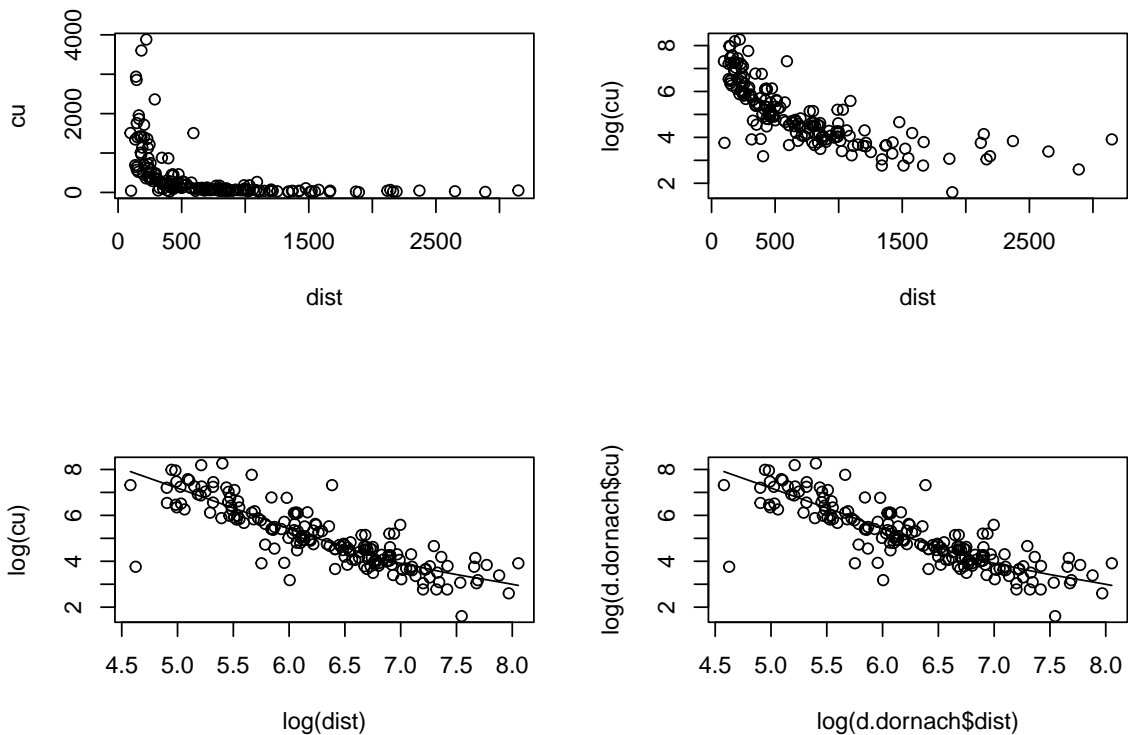 cu
0 2000 4000
0 500 1500 2500
dist
log(cu)
2 4 6 8
0 500 1500 2500
dist
log(cu)
2 4 6 8
4.5 5.0 5.5 6.0 6.5 7.0 7.5 8.0
log(dist)
log(d.dornach$cu)
2 4 6 8
4.5 5.0 5.5 6.0 6.5 7.0 7.5 8.0
log(d.dornach$dist)